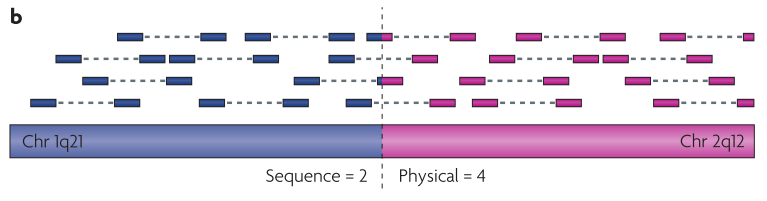 b
Chr 1q21 Chr 2q12
Sequence = 2 Physical = 4